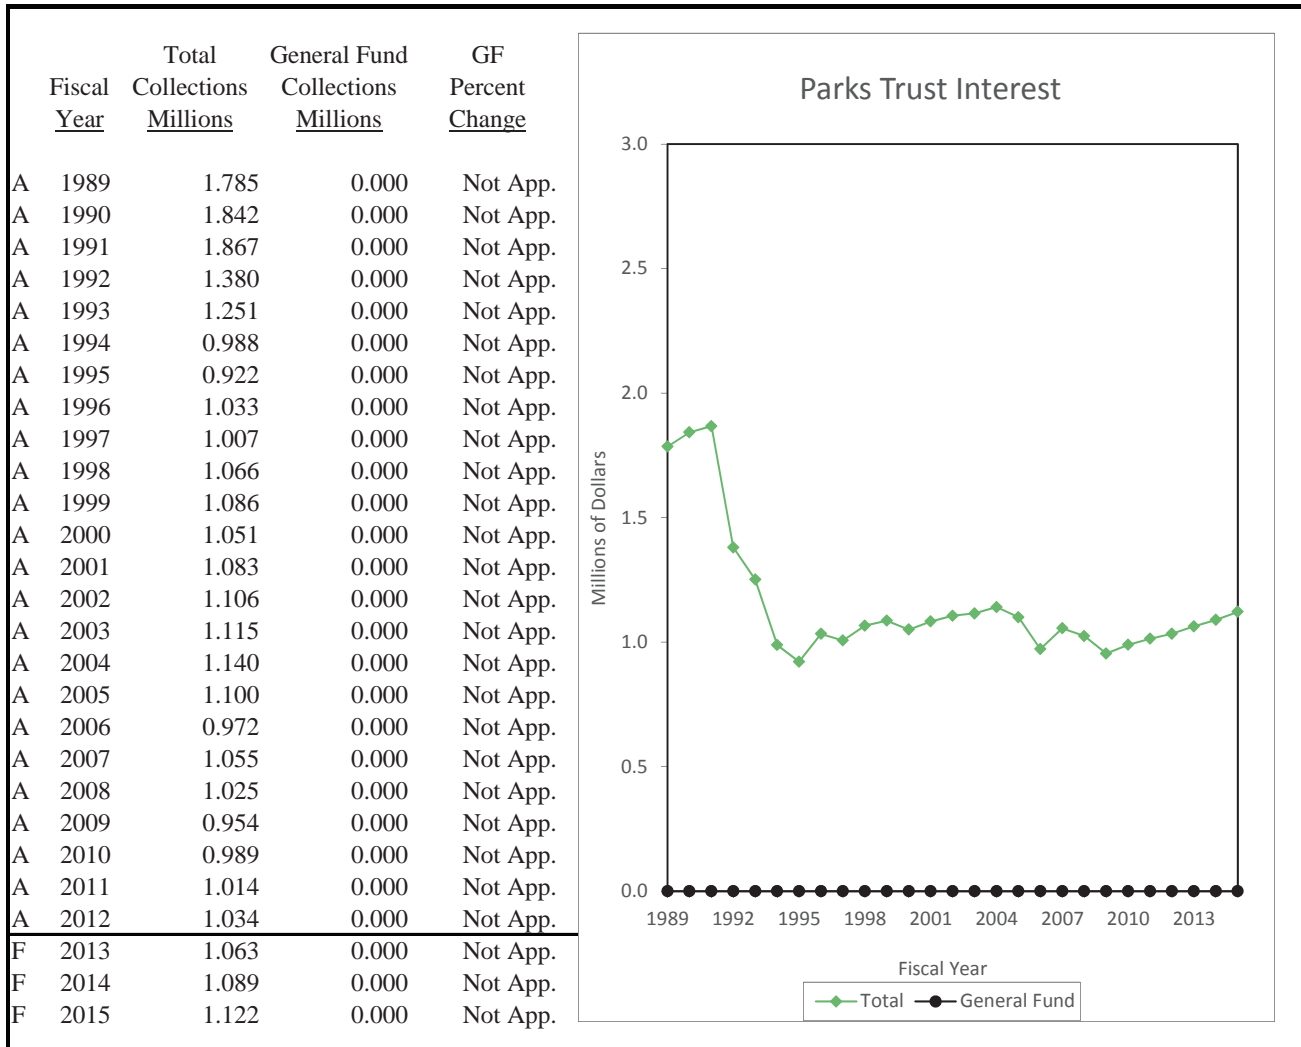 Total General Fund GF
Fiscal Collections Collections Percent
Year Millions Millions Change
A 1989 1.785 0.000 Not App.
A 1990 1.842 0.000 Not App.
A 1991 1.867 0.000 Not App.
A 1992 1.380 0.000 Not App.
A 1993 1.251 0.000 Not App.
A 1994 0.988 0.000 Not App.
A 1995 0.922 0.000 Not App.
A 1996 1.033 0.000 Not App.
A 1997 1.007 0.000 Not App.
A 1998 1.066 0.000 Not App.
A 1999 1.086 0.000 Not App.
A 2000 1.051 0.000 Not App.
A 2001 1.083 0.000 Not App.
A 2002 1.106 0.000 Not App.
A 2003 1.115 0.000 Not App.
A 2004 1.140 0.000 Not App.
A 2005 1.100 0.000 Not App.
A 2006 0.972 0.000 Not App.
A 2007 1.055 0.000 Not App.
A 2008 1.025 0.000 Not App.
A 2009 0.954 0.000 Not App.
A 2010 0.989 0.000 Not App.
A 2011 1.014 0.000 Not App.
A 2012 1.034 0.000 Not App.
F 2013 1.063 0.000 Not App.
F 2014 1.089 0.000 Not App.
F 2015 1.122 0.000 Not App.
Parks Trust Interest
3.0
2.5
2.0
1.5
1.0
0.5
0.0
Millions of Dollars
1989 1992 1995 1998 2001 2004 2007 2010 2013
Fiscal Year
Total General Fund